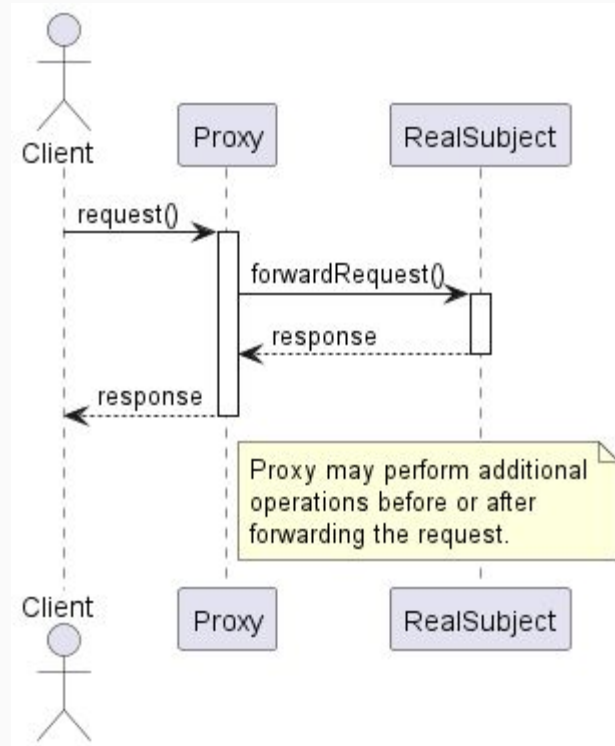 Client
Proxy
RealSubject
request()
forwardRequest()
response
response
Proxy may perform additional
operations before or after
forwarding the request.
Client
Proxy
RealSubject